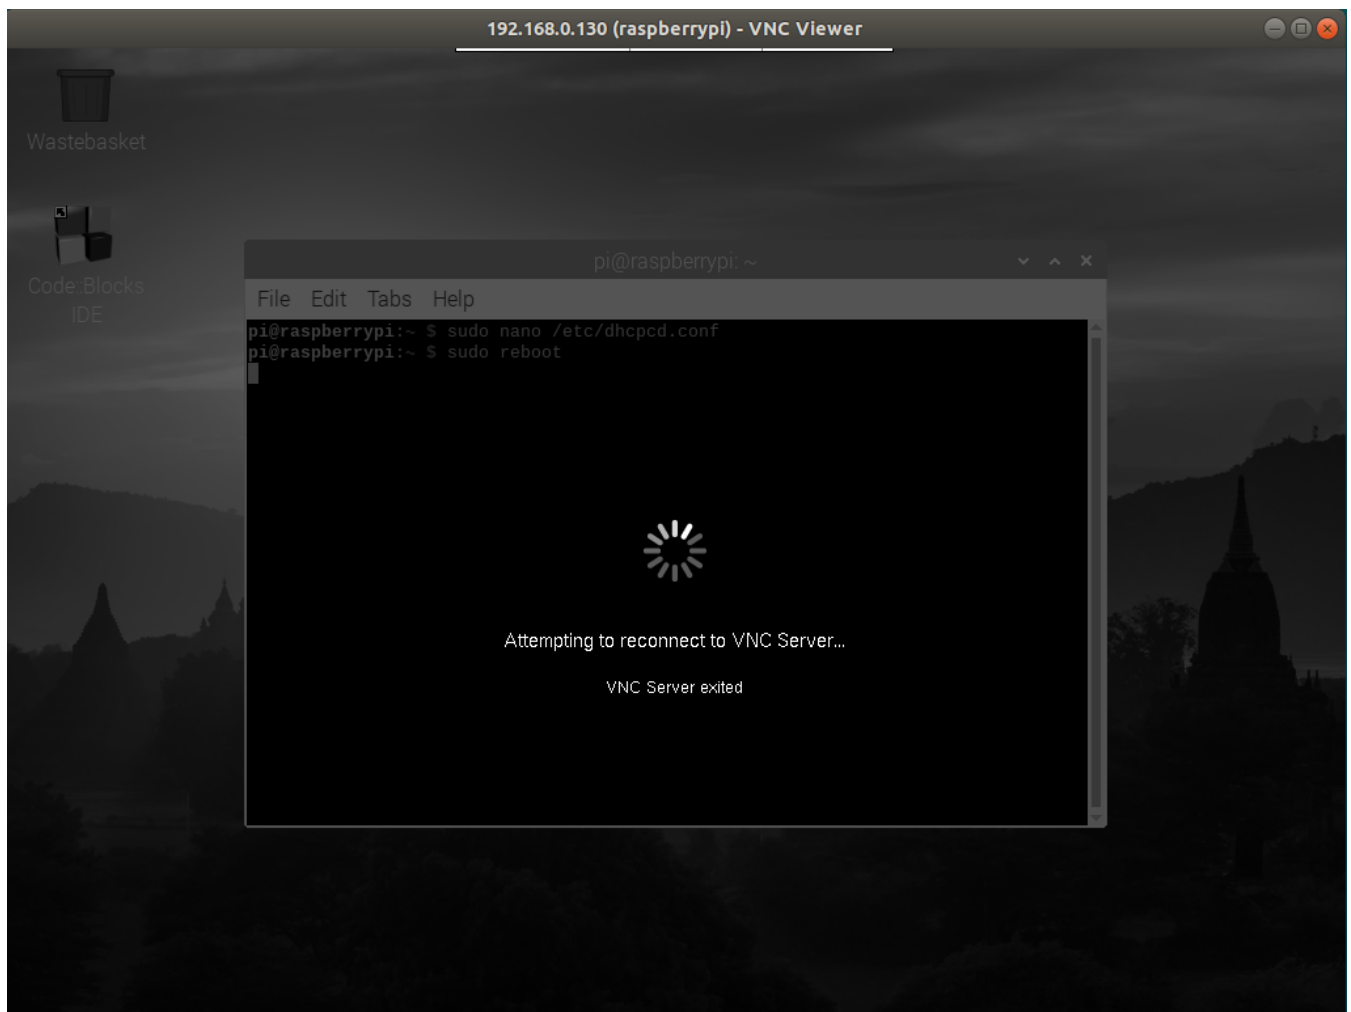 192.168.0.130 (raspberrypi) - VNC Viewer
Wastebasket
Code::Blocks
IDE
pi@raspberrypi: ~
File Edit Tabs Help
pi@raspberrypi:~ $ sudo nano /etc/dhcpcd.conf
pi@raspberrypi:~ $ sudo reboot
Attempting to reconnect to VNC Server...
VNC Server exited